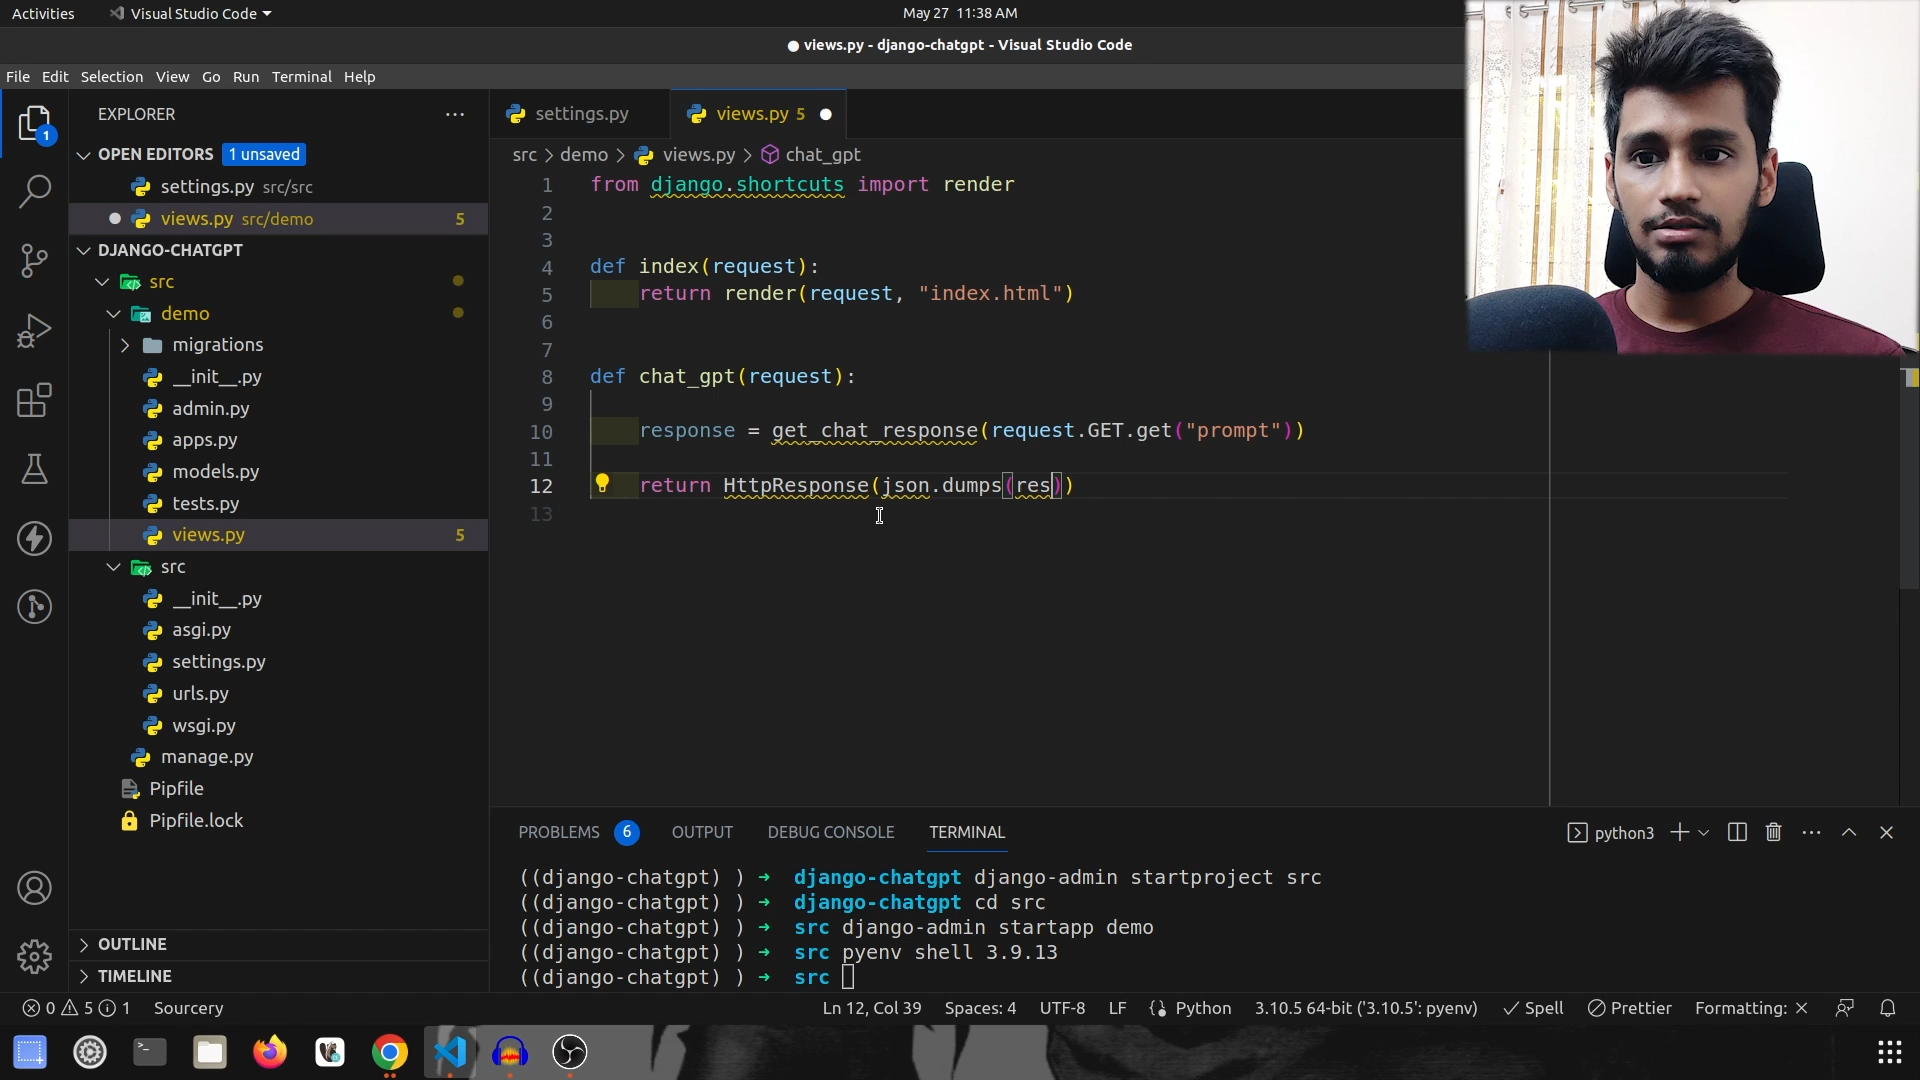 Activities
Visual Studio Code
May 27 11:38 AM
views.py - django-chatgpt - Visual Studio Code
File Edit Selection View Go Run Terminal Help
1
EXPLORER
OPEN EDITORS 1 unsaved
settings.py src/src
views.py src/demo 5
DJANGO-CHATGPT
src
demo
migrations
__init__.py
admin.py
apps.py
models.py
tests.py
views.py 5
src
__init__.py
asgi.py
settings.py
urls.py
wsgi.py
manage.py
Pipfile
Pipfile.lock
OUTLINE
TIMELINE
settings.py
views.py 5
src > demo > views.py > chat_gpt
1 from django.shortcuts import render
2
3
4 def index(request):
5 return render(request, "index.html")
6
7
8 def chat_gpt(request):
9
10 response = get_chat_response(request.GET.get("prompt"))
11
12 return HttpResponse(json.dumps(res))
13
PROBLEMS 6 OUTPUT DEBUG CONSOLE TERMINAL
python3
((django-chatgpt) ) ➜ django-chatgpt django-admin startproject src
((django-chatgpt) ) ➜ django-chatgpt cd src
((django-chatgpt) ) ➜ src django-admin startapp demo
((django-chatgpt) ) ➜ src pyenv shell 3.9.13
((django-chatgpt) ) ➜ src
0 5 1 Sourcery
Ln 12, Col 39 Spaces: 4 UTF-8 LF Python 3.10.5 64-bit ('3.10.5': pyenv) Spell Prettier Formatting: